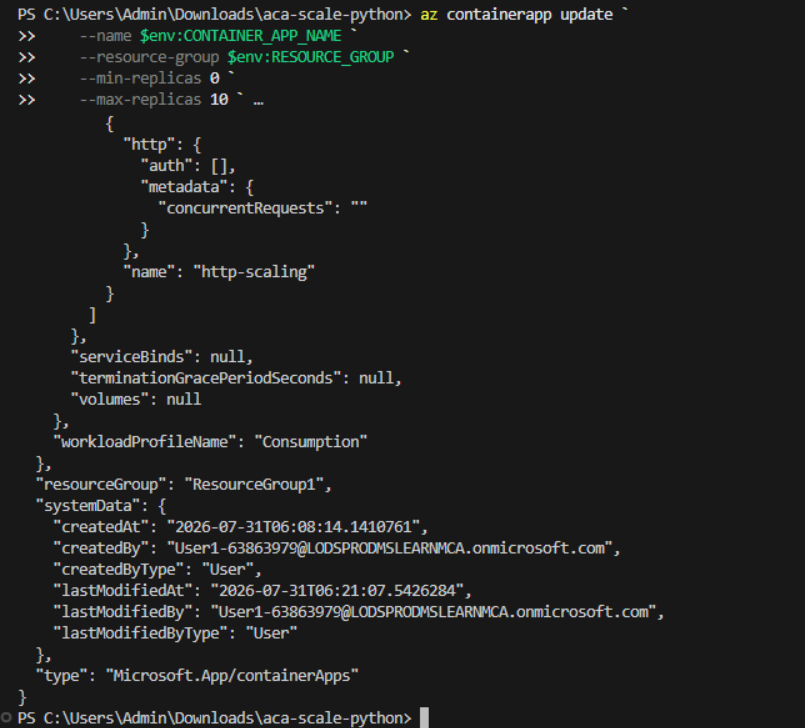 PS C:\Users\Admin\Downloads\aca-scale-python> az containerapp update `
>>     --name $env:CONTAINER_APP_NAME `
>>     --resource-group $env:RESOURCE_GROUP `
>>     --min-replicas 0 `
>>     --max-replicas 10 ` …
          {
            "http": {
              "auth": [],
              "metadata": {
                "concurrentRequests": ""
              }
            },
            "name": "http-scaling"
          }
        ]
      },
      "serviceBinds": null,
      "terminationGracePeriodSeconds": null,
      "volumes": null
    },
    "workloadProfileName": "Consumption"
  },
  "resourceGroup": "ResourceGroup1",
  "systemData": {
    "createdAt": "2026-07-31T06:08:14.1410761",
    "createdBy": "User1-63863979@LODSPRODMSLEARNMCA.onmicrosoft.com",
    "createdByType": "User",
    "lastModifiedAt": "2026-07-31T06:21:07.5426284",
    "lastModifiedBy": "User1-63863979@LODSPRODMSLEARNMCA.onmicrosoft.com",
    "lastModifiedByType": "User"
  },
  "type": "Microsoft.App/containerApps"
}
PS C:\Users\Admin\Downloads\aca-scale-python>